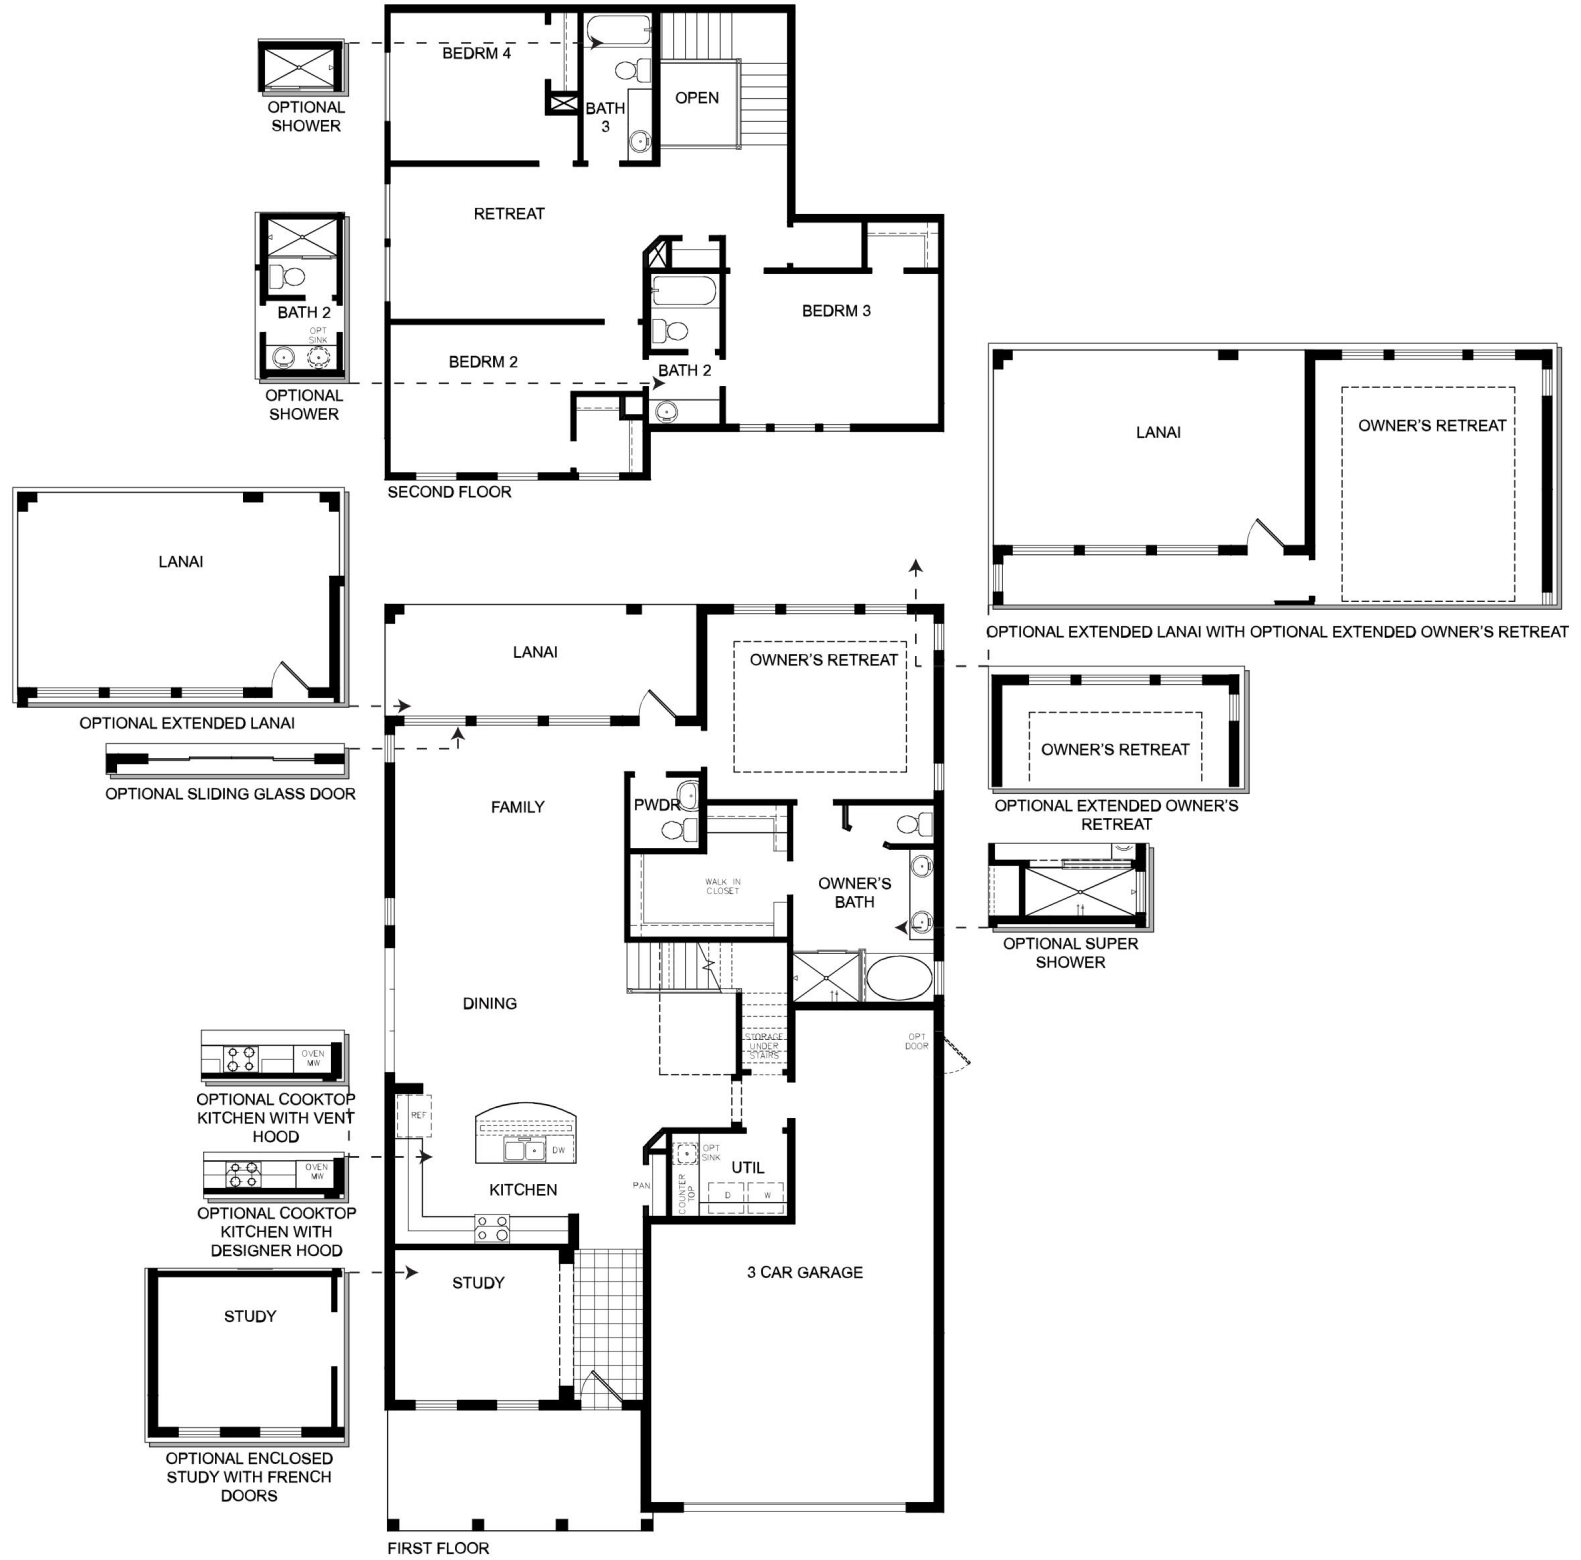 BEDRM 4
OPTIONAL
SHOWER
BATH
3
OPEN
RETREAT
BATH 2
OPT
SINK
OPTIONAL
SHOWER
BEDRM 3
BEDRM 2
BATH 2
SECOND FLOOR
LANAI
OPTIONAL EXTENDED LANAI
LANAI
OWNER'S RETREAT
OPTIONAL EXTENDED LANAI WITH OPTIONAL EXTENDED OWNER'S RETREAT
LANAI
OWNER'S RETREAT
OWNER'S RETREAT
OPTIONAL EXTENDED OWNER'S
RETREAT
OPTIONAL SLIDING GLASS DOOR
FAMILY
PWDR
WALK IN
CLOSET
OWNER'S
BATH
OPTIONAL SUPER
SHOWER
DINING
STORAGE
UNDER
STAIRS
OPT
DOOR
OVEN
MW
OPTIONAL COOKTOP
KITCHEN WITH VENT
HOOD
REF
DW
OPT
SINK
UTIL
COUNTER
TOP
D
W
PAN
KITCHEN
OVEN
MW
OPTIONAL COOKTOP
KITCHEN WITH
DESIGNER HOOD
STUDY
3 CAR GARAGE
STUDY
OPTIONAL ENCLOSED
STUDY WITH FRENCH
DOORS
FIRST FLOOR